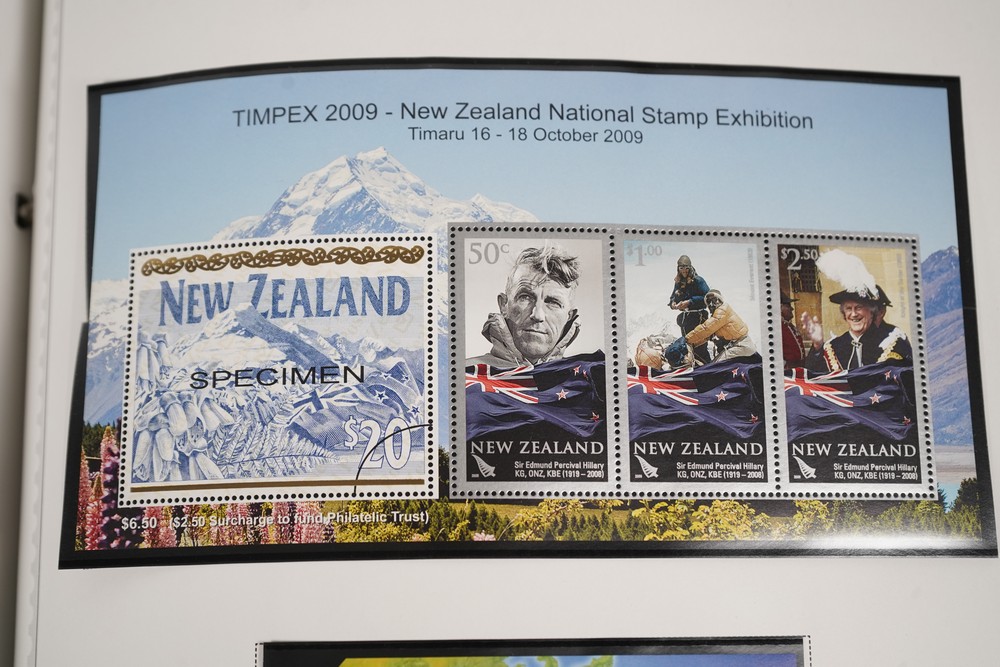 TIMPEX 2009 - New Zealand National Stamp Exhibition
Timaru 16 - 18 October 2009
NEW ZEALAND
SPECIMEN
$20
50c
NEW ZEALAND
Sir Edmund Percival Hillary
KG, ONZ, KBE (1919 – 2008)
$1.00
NEW ZEALAND
Sir Edmund Percival Hillary
KG, ONZ, KBE (1919 – 2008)
$2.50
NEW ZEALAND
Sir Edmund Percival Hillary
KG, ONZ, KBE (1919 – 2008)
$6.50 ($2.50 Surcharge to fund Philatelic Trust)